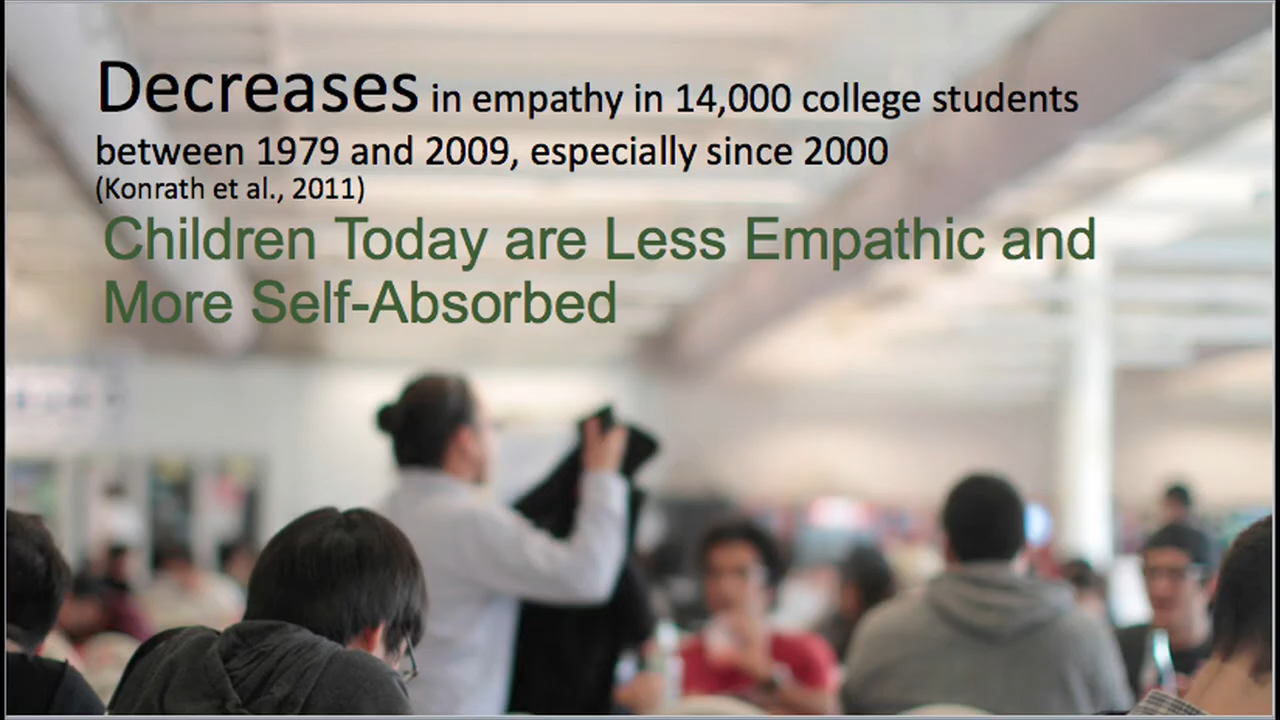 Decreases in empathy in 14,000 college students
between 1979 and 2009, especially since 2000
(Konrath et al., 2011)
Children Today are Less Empathic and
More Self-Absorbed